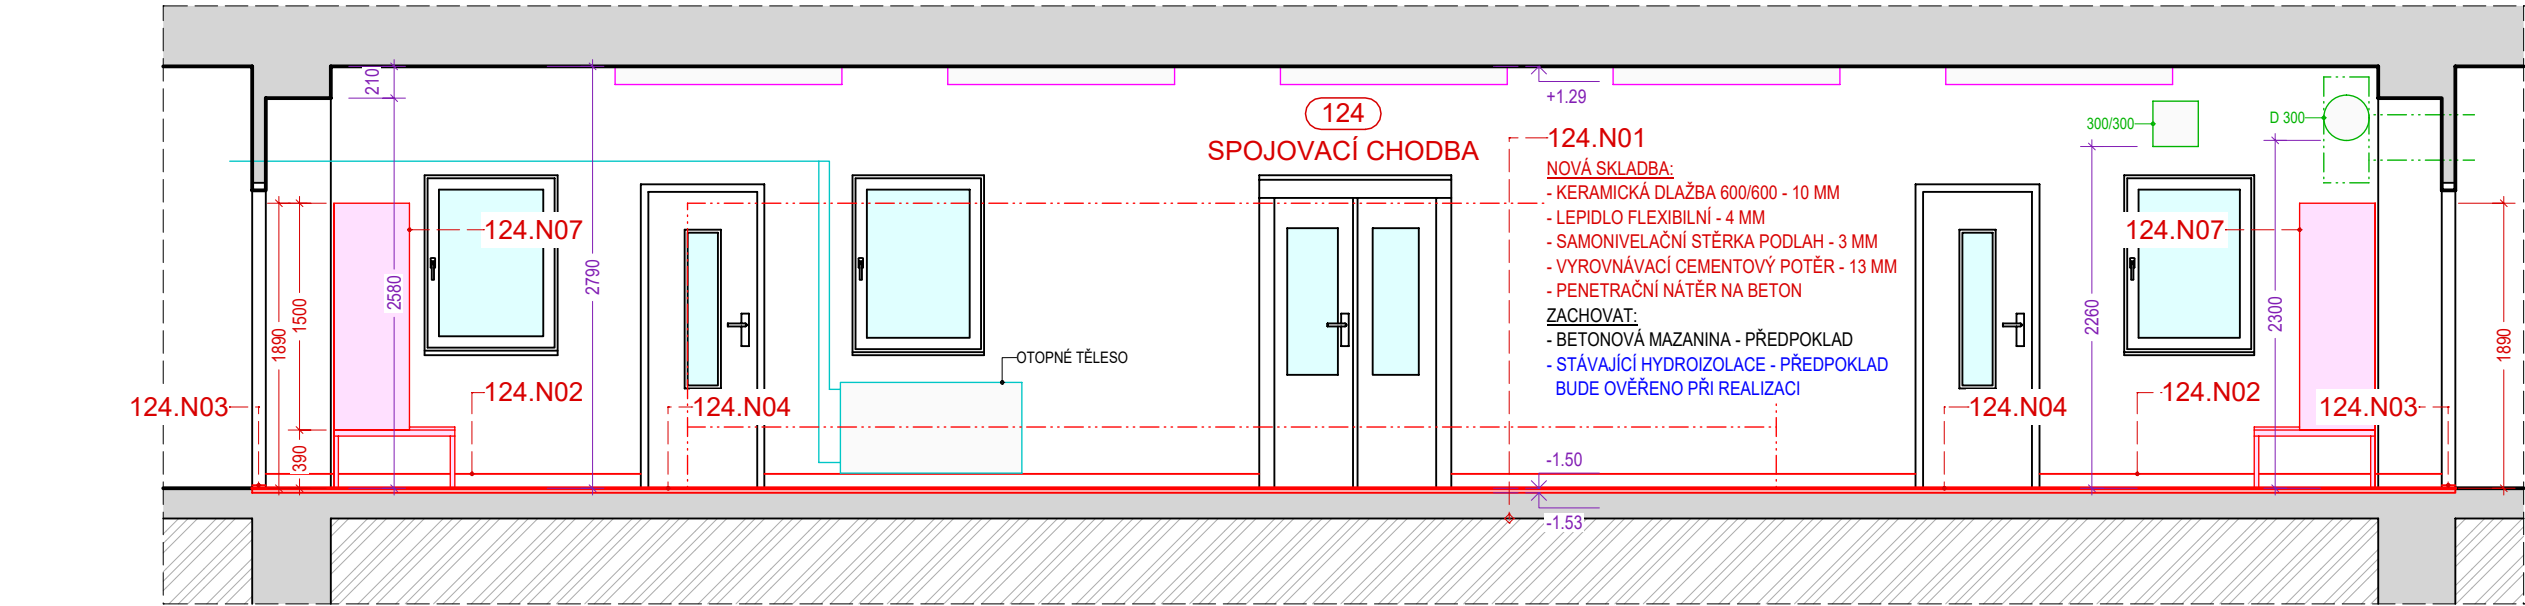 210
+1.29
124
SPOJOVACÍ CHODBA
124.N01
NOVÁ SKLADBA:
- KERAMICKÁ DLAŽBA 600/600 - 10 MM
- LEPIDLO FLEXIBILNÍ - 4 MM
- SAMONIVELAČNÍ STĚRKA PODLAH - 3 MM
- VYROVNÁVACÍ CEMENTOVÝ POTĚR - 13 MM
- PENETRAČNÍ NÁTĚR NA BETON
ZACHOVAT:
- BETONOVÁ MAZANINA - PŘEDPOKLAD
- STÁVAJÍCÍ HYDROIZOLACE - PŘEDPOKLAD
BUDE OVĚŘENO PŘI REALIZACI
300/300
D 300
124.N07
124.N07
2580
2790
1500
1890
390
2260
2300
1890
OTOPNÉ TĚLESO
124.N03
124.N02
124.N04
124.N04
124.N02
124.N03
-1.50
-1.53